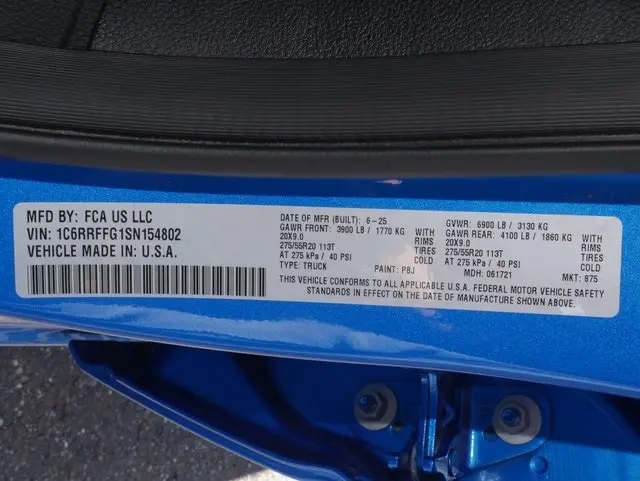 MFD BY: FCA US LLC
VIN: 1C6RRFFG1SN154802
VEHICLE MADE IN U.S.A.
DATE OF MFR (BUILT): 6-25
GAWR FRONT: 3900 LB / 1770 KG WITH
20X9.0 RIMS
275/55R20 113T TIRES
AT 275 kPa / 40 PSI COLD
TYPE: TRUCK PAINT: PBJ
GVWR: 6900 LB / 3130 KG
GAWR REAR: 4100 LB / 1860 KG WITH
20X9.0 RIMS
275/55R20 113T TIRES
AT 275 kPa / 40 PSI COLD
MDH: 061721 MKT: 875
THIS VEHICLE CONFORMS TO ALL APPLICABLE U.S.A. FEDERAL MOTOR VEHICLE SAFETY
STANDARDS IN EFFECT ON THE DATE OF MANUFACTURE SHOWN ABOVE.